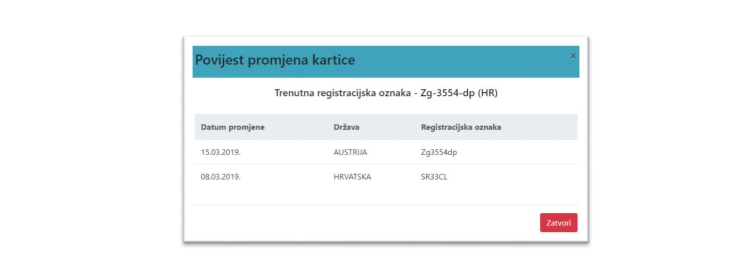 Povijest promjena kartice ×
Trenutna registracijska oznaka - Zg-3554-dp (HR)
Datum promjene Država Registracijska oznaka
15.03.2019. AUSTRIJA Zg3554dp
08.03.2019. HRVATSKA SR33CL
Zatvori